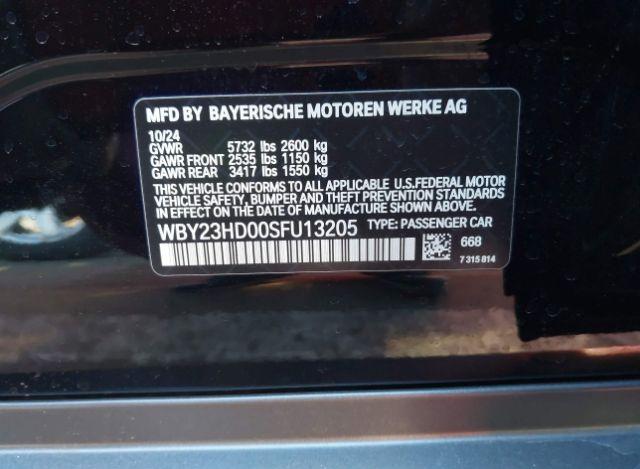 MFD BY BAYERISCHE MOTOREN WERKE AG
10/24
GVWR 5732 lbs 2600 kg
GAWR FRONT 2535 lbs 1150 kg
GAWR REAR 3417 lbs 1550 kg
THIS VEHICLE CONFORMS TO ALL APPLICABLE U.S.FEDERAL MOTOR
VEHICLE SAFETY, BUMPER AND THEFT PREVENTION STANDARDS
IN EFFECT ON THE DATE OF MANUFACTURE SHOWN ABOVE.
WBY23HD00SFU13205 TYPE: PASSENGER CAR
668
7 315 814